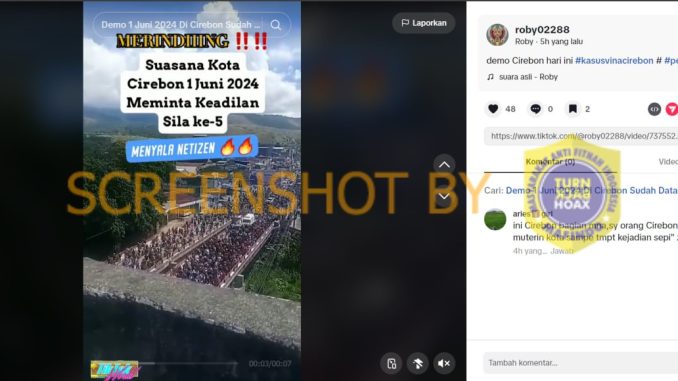 Demo 1 Juni 2024 Di Cirebon Sudah ...
Laporkan
MERINDIIING ‼️ ‼️
Suasana Kota
Cirebon 1 Juni 2024
Meminta Keadilan
Sila ke-5
MENYALA NETIZEN 🔥🔥
SCREENSHOT BY
00:03/00:07
roby02288
Roby · 5h yang lalu
demo Cirebon hari ini #kasusvinacirebon #pe
♫ suara asli - Roby
48
0
2
https://www.tiktok.com/@roby02288/video/737552.
Komentar (0)
Video
Cari: Demo 1 Juni 2024 Di Cirebon Sudah Data
aries girl
ini Cirebon bagian mna,sy orang Cirebon
muterin kota sampe tmpt kejadian sepi"
4h yang... Jawab
MASYARAKAT ANTI FITNAH INDONESIA
TURN BACK HOAX
MAFINDO
Tambah komentar...